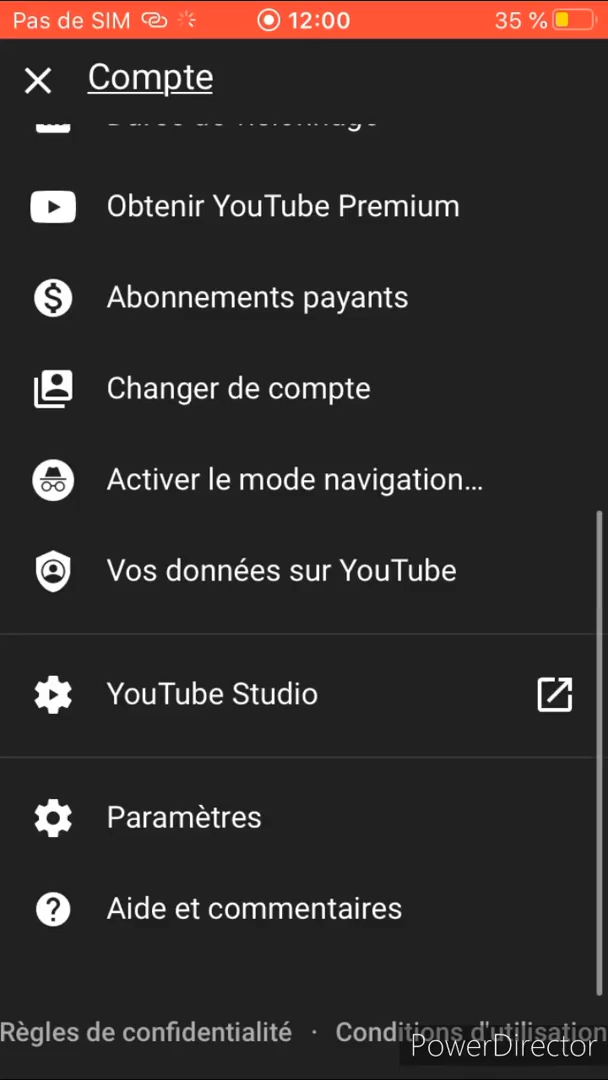 Pas de SIM 12:00 35 %
Compte
Obtenir YouTube Premium
Abonnements payants
Changer de compte
Activer le mode navigation...
Vos données sur YouTube
YouTube Studio
Paramètres
Aide et commentaires
Règles de confidentialité · Conditions d'utilisation
PowerDirector